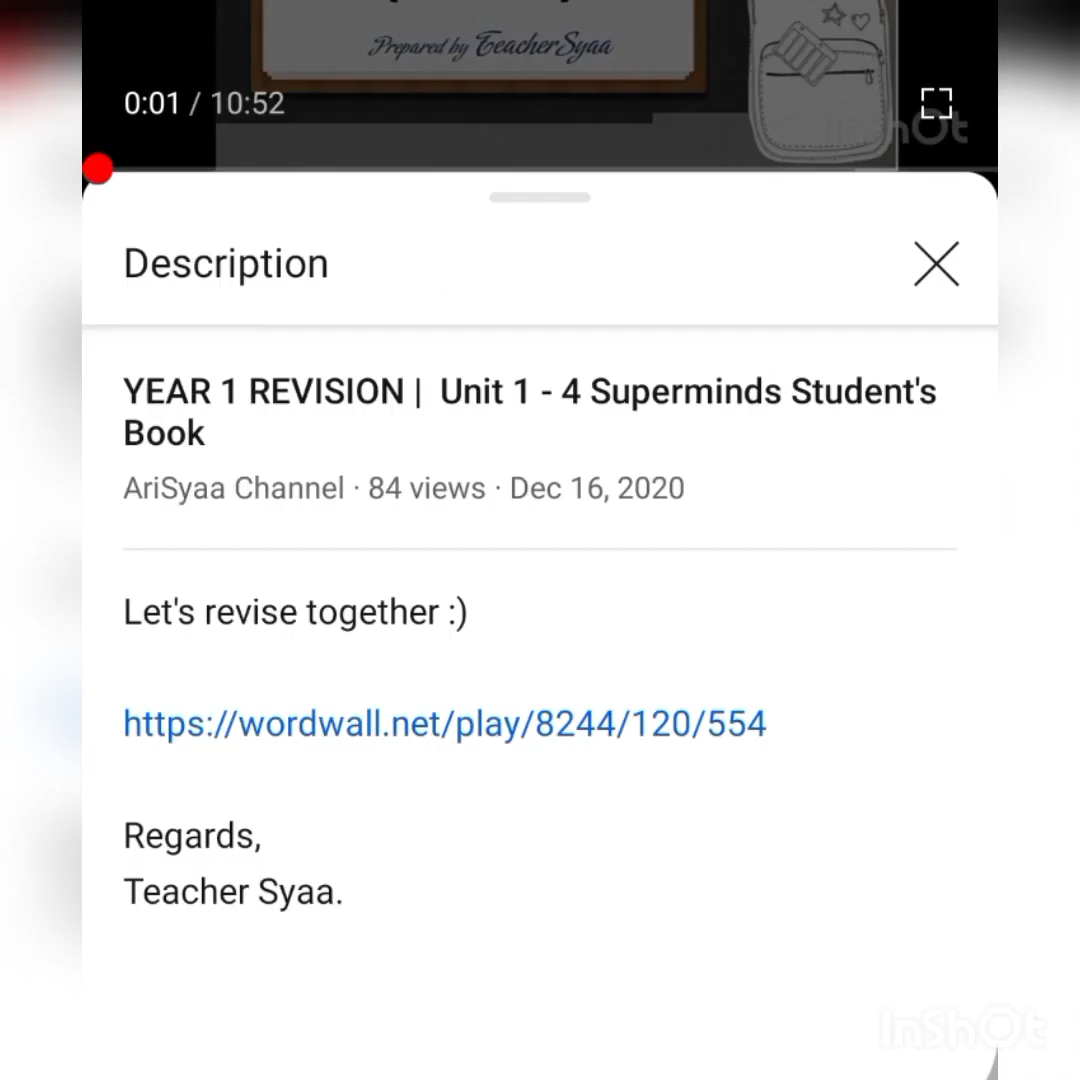 Prepared by TeacherSyaa
0:01 / 10:52
InShOt
Description
YEAR 1 REVISION | Unit 1 - 4 Superminds Student's
Book
AriSyaa Channel · 84 views · Dec 16, 2020
Let's revise together :)
https://wordwall.net/play/8244/120/554
Regards,
Teacher Syaa.
InShOt